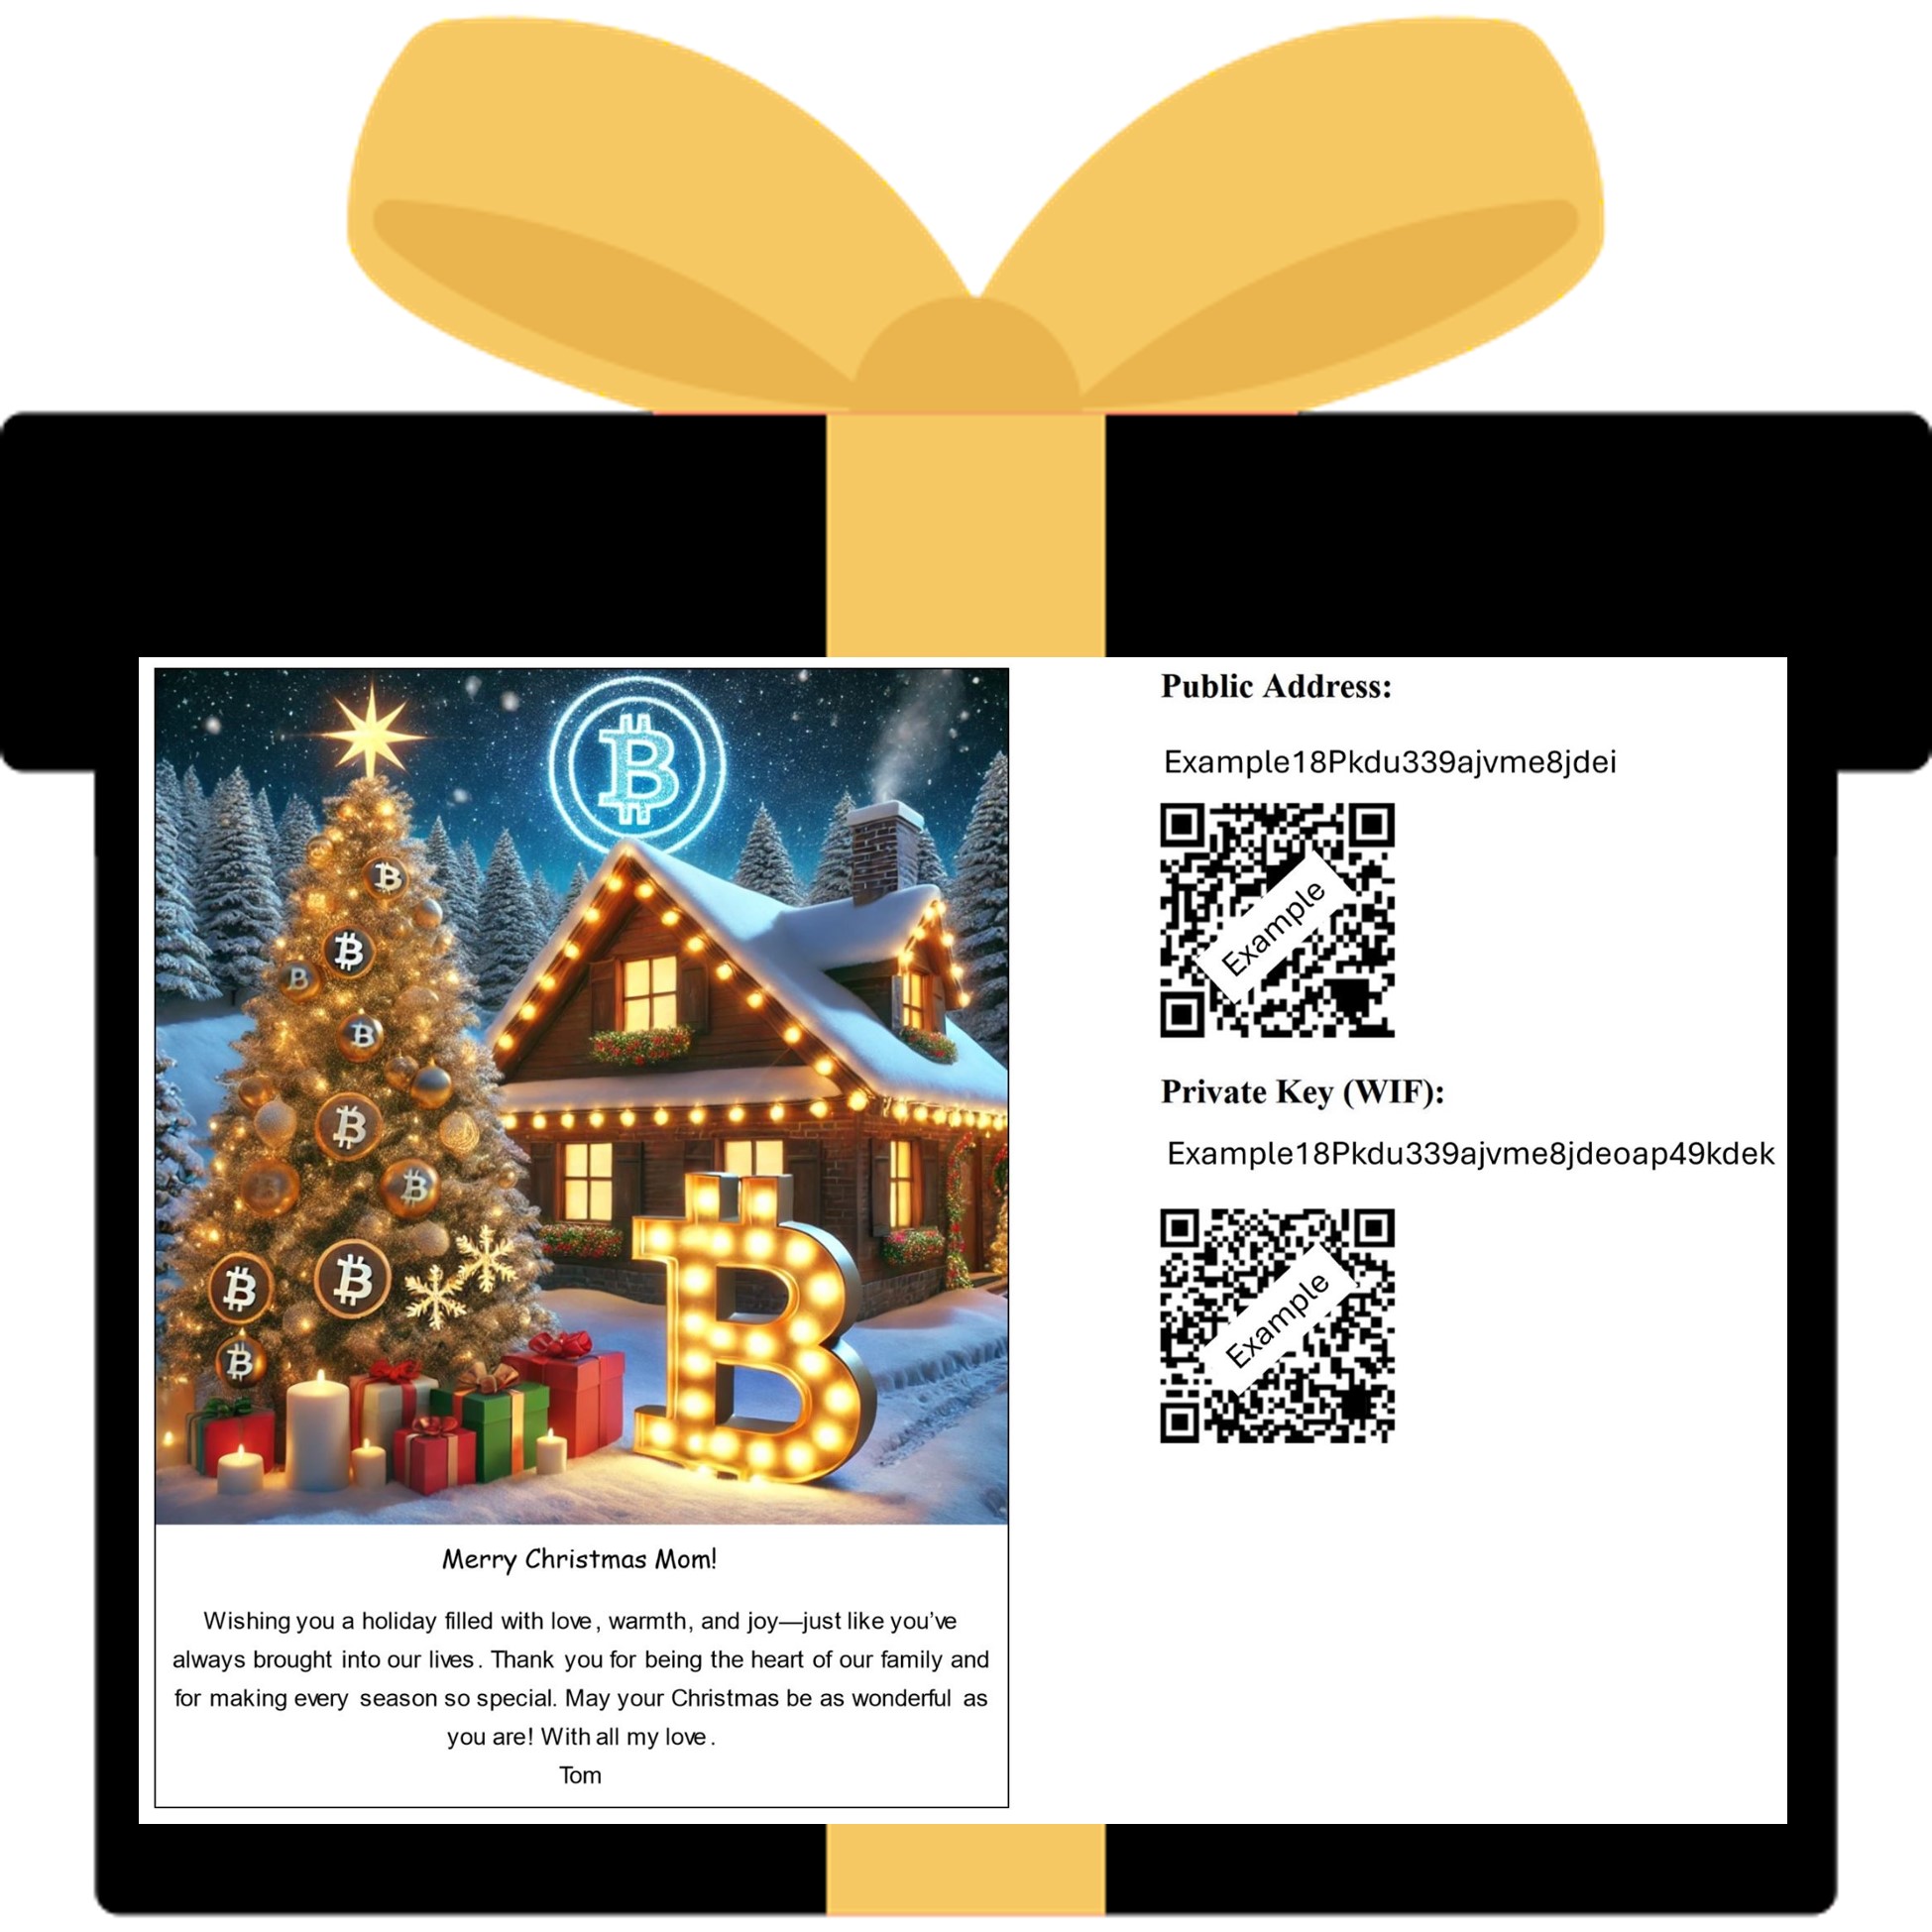 Merry Christmas Mom!
Wishing you a holiday filled with love, warmth, and joy—just like you’ve
always brought into our lives. Thank you for being the heart of our family and
for making every season so special. May your Christmas be as wonderful as
you are! With all my love.
Tom
Public Address:
Example18Pkdu339ajvme8jdei
Example
Private Key (WIF):
Example18Pkdu339ajvme8jdeoap49kdek
Example